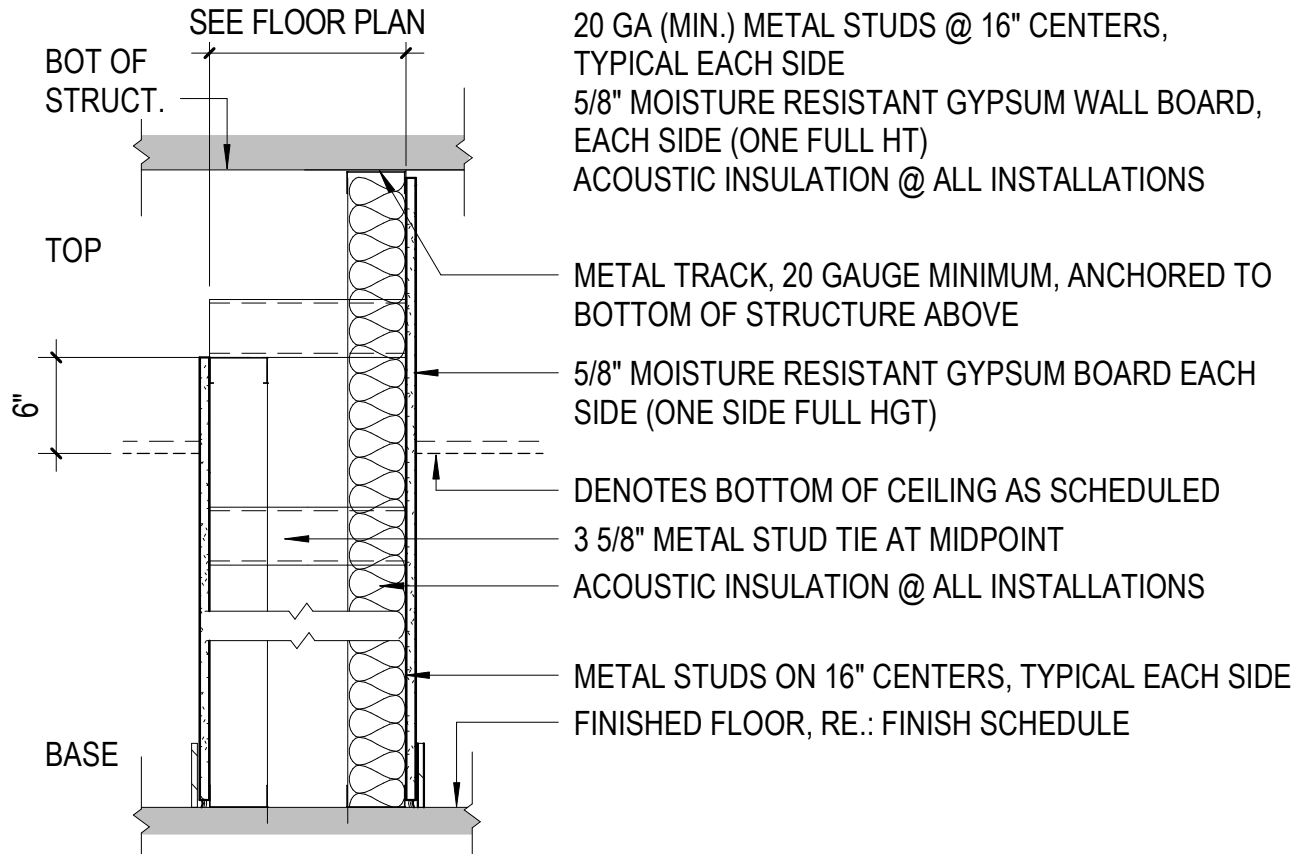 SEE FLOOR PLAN
BOT OF
STRUCT.
20 GA (MIN.) METAL STUDS @ 16" CENTERS,
TYPICAL EACH SIDE
5/8" MOISTURE RESISTANT GYPSUM WALL BOARD,
EACH SIDE (ONE FULL HT)
ACOUSTIC INSULATION @ ALL INSTALLATIONS
TOP
METAL TRACK, 20 GAUGE MINIMUM, ANCHORED TO
BOTTOM OF STRUCTURE ABOVE
5/8" MOISTURE RESISTANT GYPSUM BOARD EACH
SIDE (ONE SIDE FULL HGT)
6"
DENOTES BOTTOM OF CEILING AS SCHEDULED
3 5/8" METAL STUD TIE AT MIDPOINT
ACOUSTIC INSULATION @ ALL INSTALLATIONS
METAL STUDS ON 16" CENTERS, TYPICAL EACH SIDE
FINISHED FLOOR, RE.: FINISH SCHEDULE
BASE